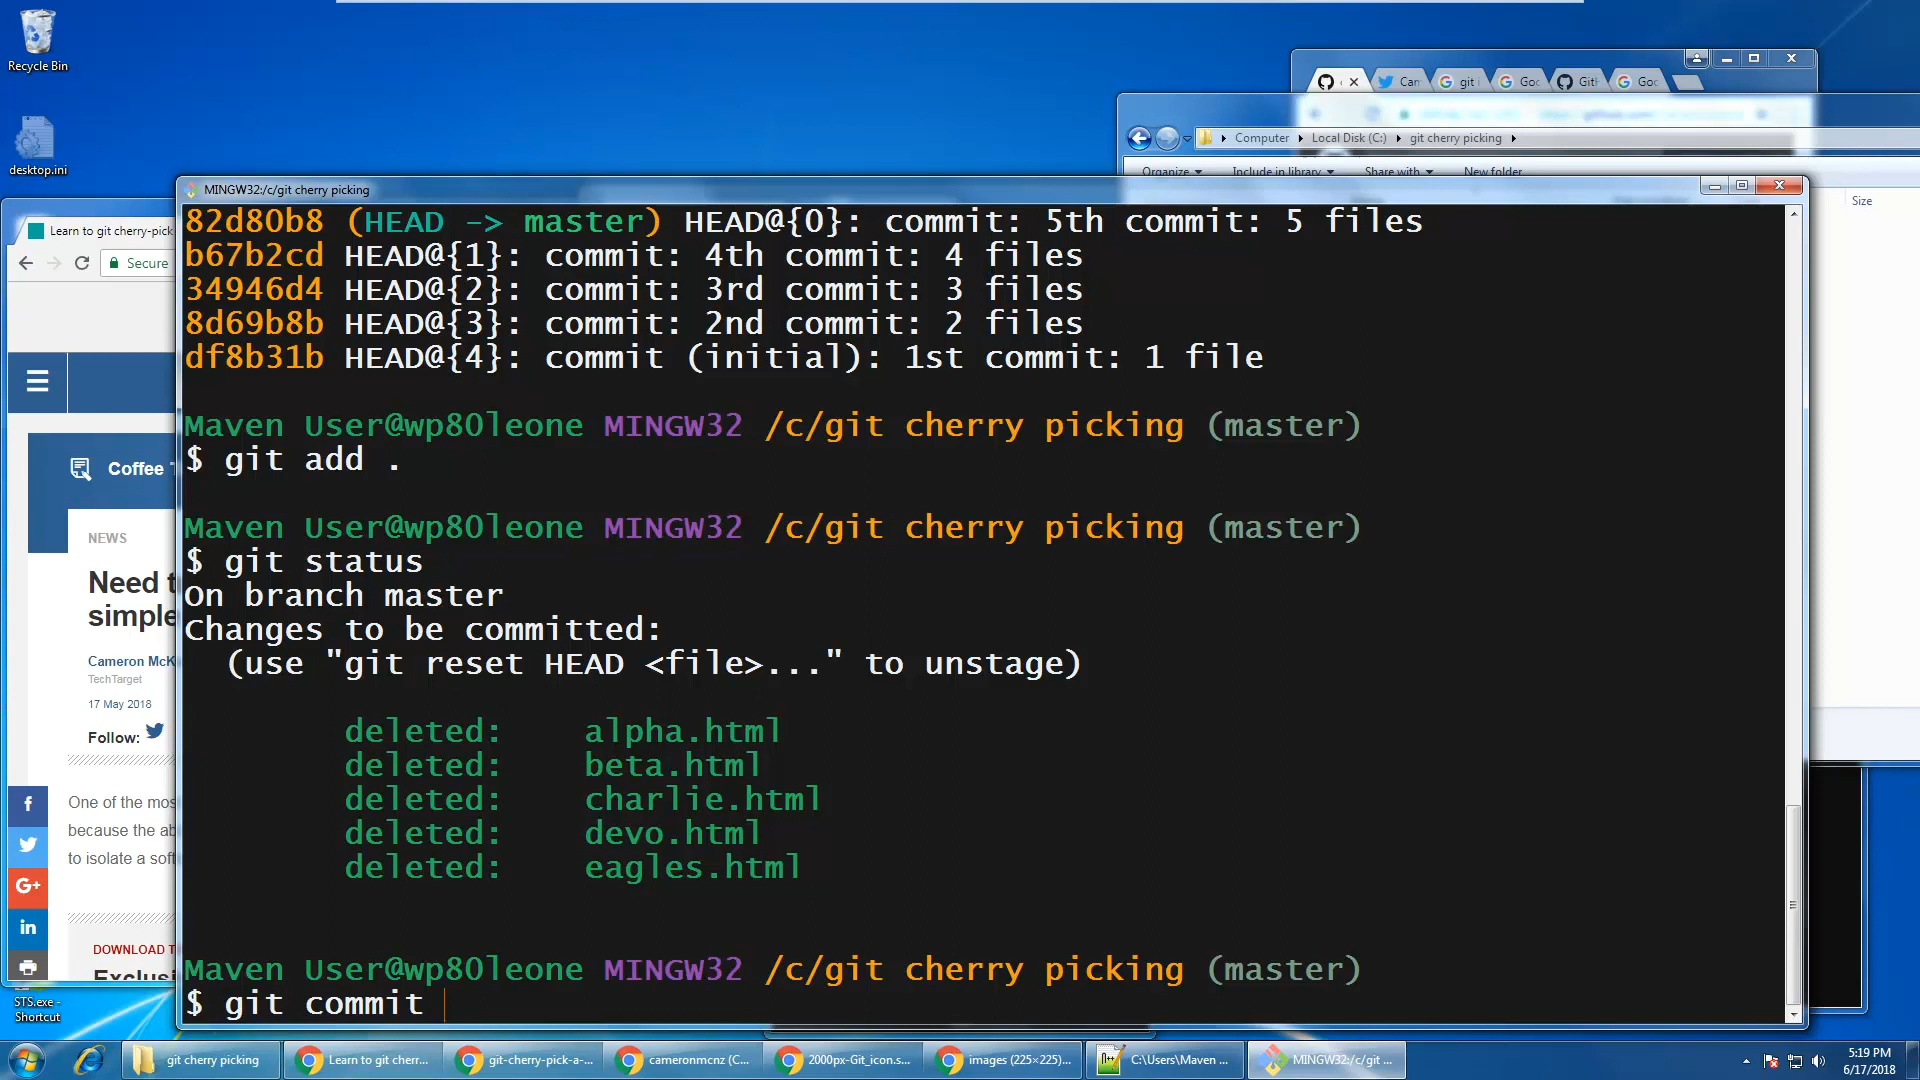 Recycle Bin
desktop.ini
Can
git i
Goo
Gitl
Goo
Computer
Local Disk (C:)
git cherry picking
Organize
Include in library
Share with
New folder
Size
MINGW32:/c/git cherry picking
82d80b8 (HEAD -> master) HEAD@{0}: commit: 5th commit: 5 files
b67b2cd HEAD@{1}: commit: 4th commit: 4 files
34946d4 HEAD@{2}: commit: 3rd commit: 3 files
8d69b8b HEAD@{3}: commit: 2nd commit: 2 files
df8b31b HEAD@{4}: commit (initial): 1st commit: 1 file
Maven User@wp80leone MINGW32 /c/git cherry picking (master)
$ git add .
Maven User@wp80leone MINGW32 /c/git cherry picking (master)
$ git status
On branch master
Changes to be committed:
(use "git reset HEAD <file>..." to unstage)
deleted: alpha.html
deleted: beta.html
deleted: charlie.html
deleted: devo.html
deleted: eagles.html
Maven User@wp80leone MINGW32 /c/git cherry picking (master)
$ git commit
Learn to git cherry-pick
Secure
Coffee
NEWS
Need t
simple
Cameron McK
TechTarget
17 May 2018
Follow:
One of the mos
because the ab
to isolate a soft
DOWNLOAD T
Exclusi
STS.exe -
Shortcut
git cherry picking
Learn to git cherr...
git-cherry-pick-a-...
cameronmcnz (C...
2000px-Git_icon.s...
images (225×225)...
C:\Users\Maven ...
MINGW32:/c/git ...
5:19 PM
6/17/2018